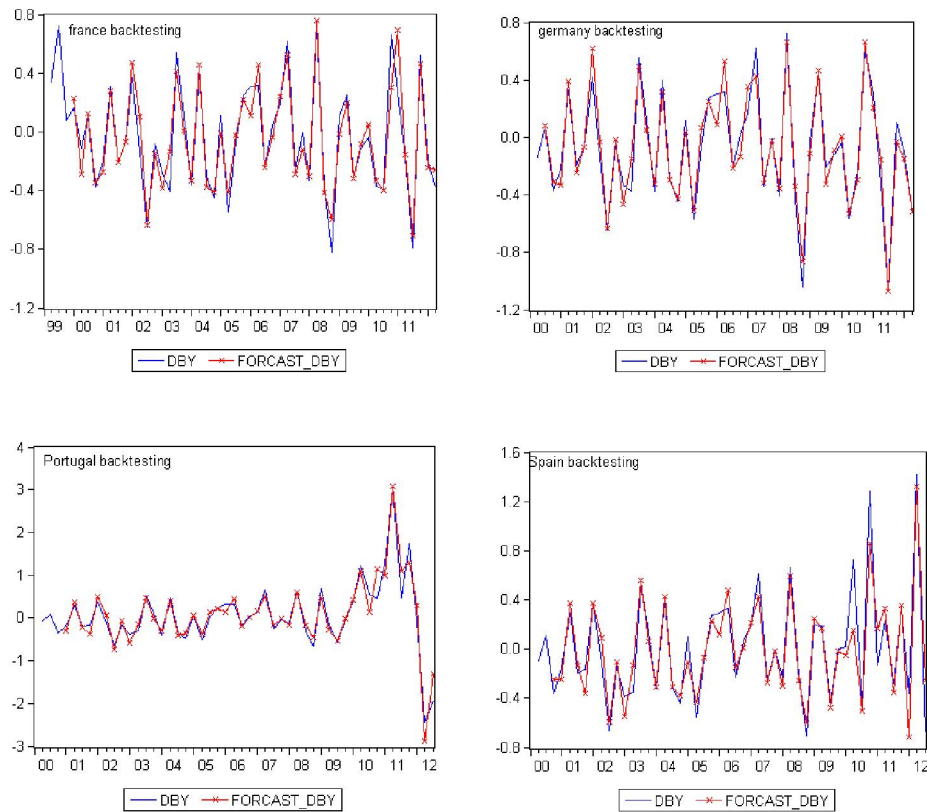 france backtesting
0.8
0.4
0.0
-0.4
-0.8
-1.2
99 00 01 02 03 04 05 06 07 08 09 10 11
DBY FORCAST_DBY
germany backtesting
0.8
0.4
0.0
-0.4
-0.8
-1.2
00 01 02 03 04 05 06 07 08 09 10 11
DBY FORCAST_DBY
Portugal backtesting
4
3
2
1
0
-1
-2
-3
00 01 02 03 04 05 06 07 08 09 10 11 12
DBY FORCAST_DBY
Spain backtesting
1.6
1.2
0.8
0.4
0.0
-0.4
-0.8
00 01 02 03 04 05 06 07 08 09 10 11 12
DBY FORCAST_DBY